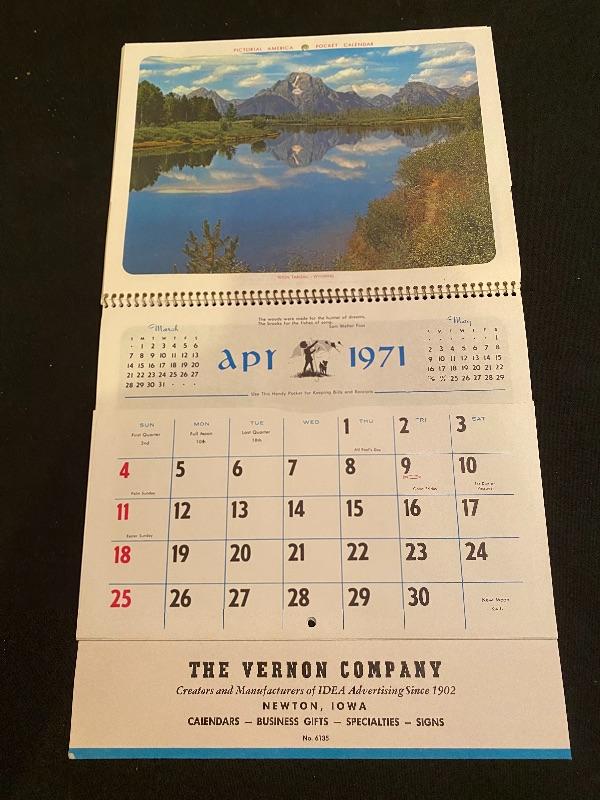 PICTORIAL AMERICA POCKET CALENDAR
TETON TARGHEE - WYOMING
The woods were made for the hunter of dreams,
The brooks for the fishes of song.
Sam Walter Foss
March
S M T W T F S
1 2 3 4 5 6
7 8 9 10 11 12 13
14 15 16 17 18 19 20
21 22 23 24 25 26 27
28 29 30 31
apr 1971
May
S M T W T F S
1
2 3 4 5 6 7 8
9 10 11 12 13 14 15
16 17 18 19 20 21 22
25 26 27 28 29
Use This Handy Pocket for Keeping Bills and Receipts
SUN MON TUE WED THU FRI SAT
First Quarter 2nd
Full Moon 10th
Last Quarter 18th
1 2 3
All Fool's Day
4 5 6 7 8 9 10
Palm Sunday
Good Friday
11 12 13 14 15 16 17
Easter Sunday
18 19 20 21 22 23 24
25 26 27 28 29 30
New Moon
THE VERNON COMPANY
Creators and Manufacturers of IDEA Advertising Since 1902
NEWTON, IOWA
CALENDARS — BUSINESS GIFTS — SPECIALTIES — SIGNS
No. 6135